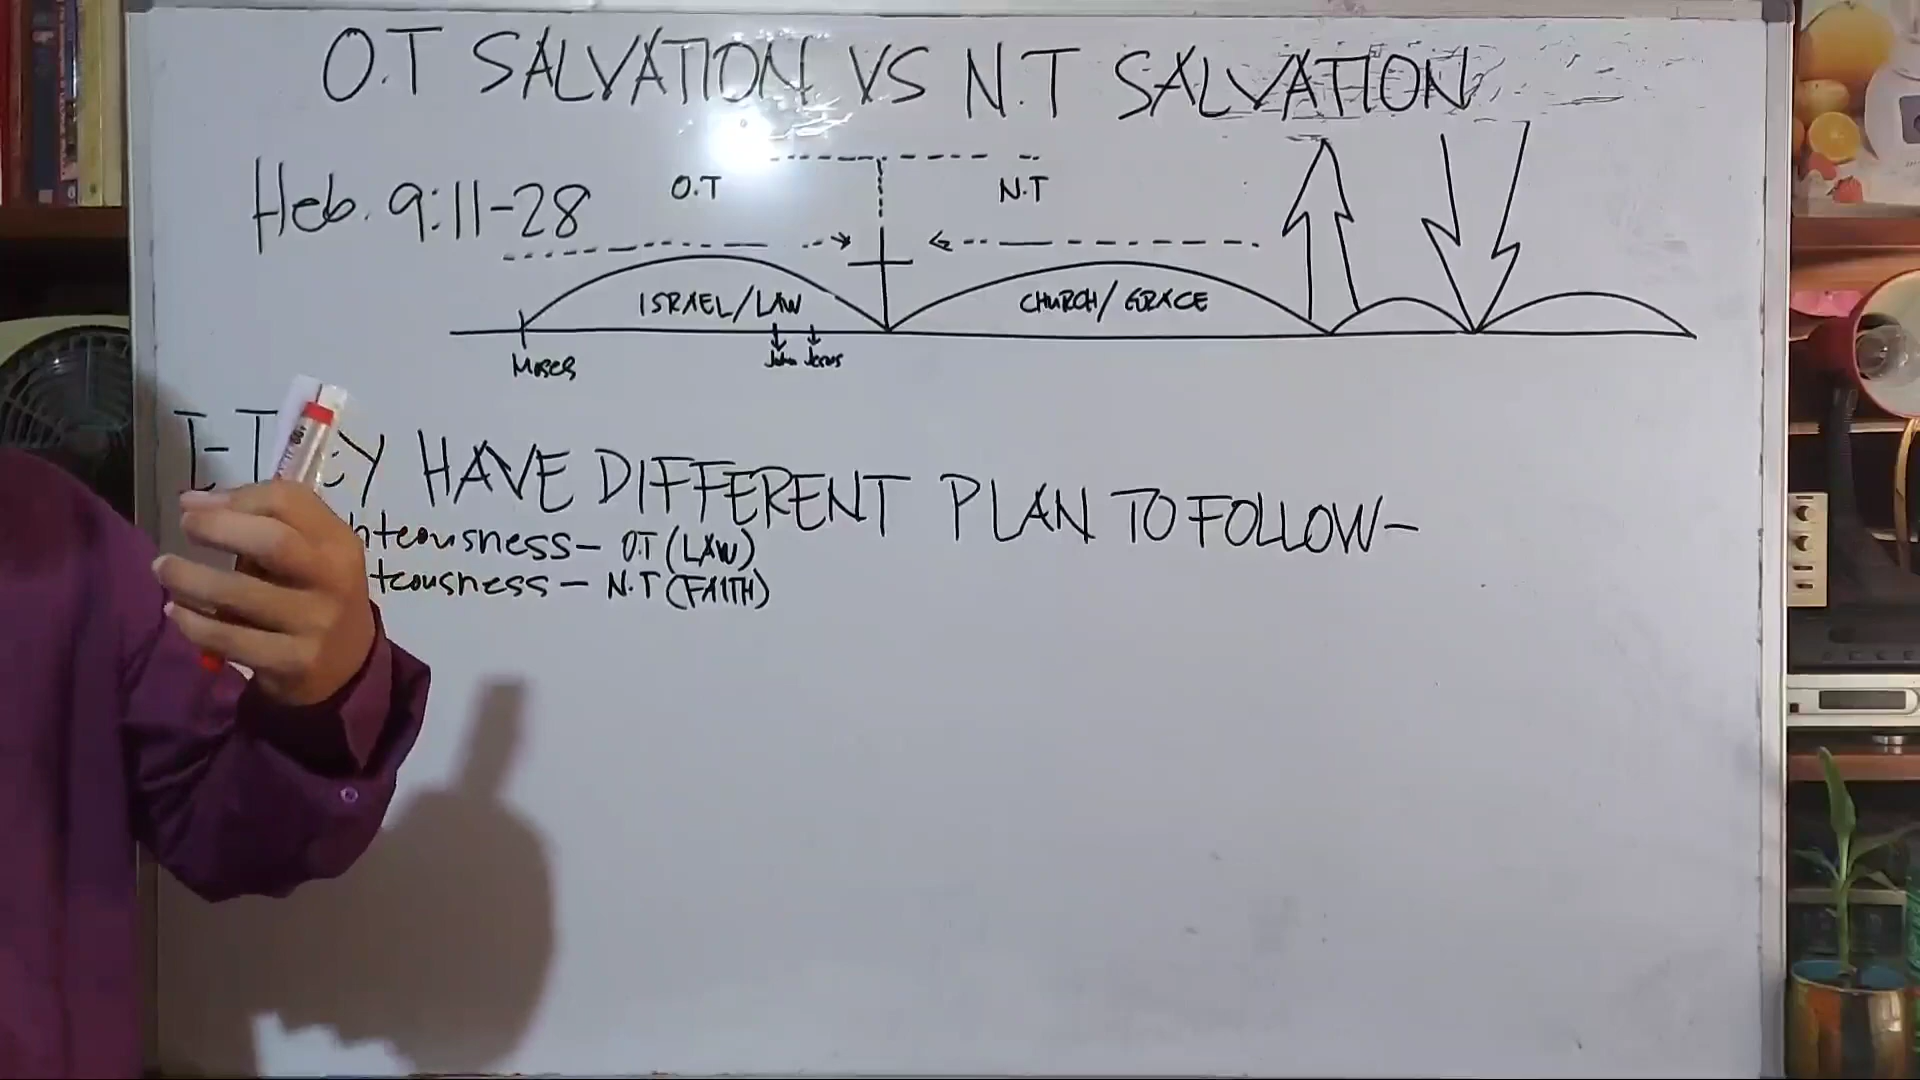 O.T SALVATION VS N.T SALVATION
Heb. 9:11-28
O.T
N.T
ISRAEL/LAW
CHURCH/GRACE
Moses
John Jesus
HAVE DIFFERENT PLAN TO FOLLOW-
hteousness- O.T (LAW)
teousness - N.T (FAITH)